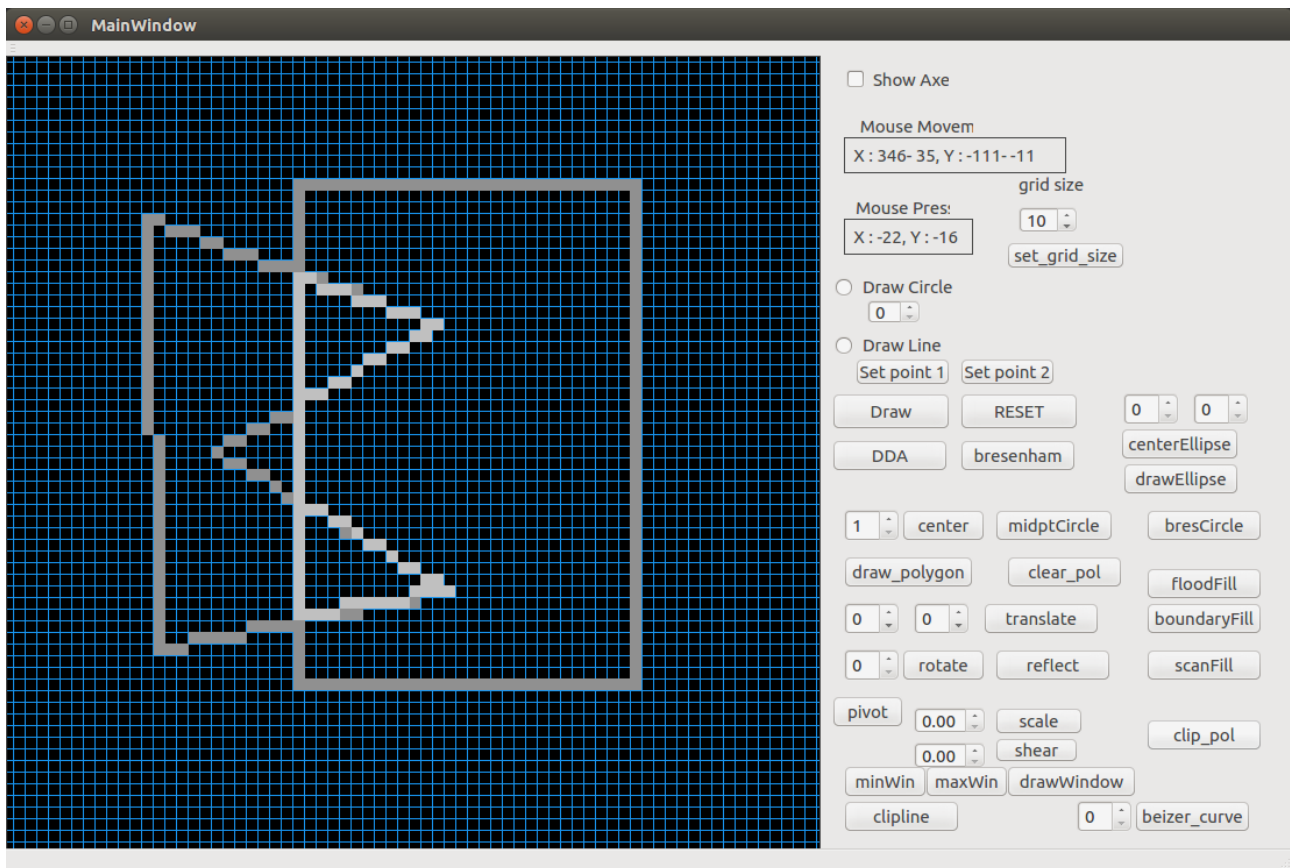 MainWindow
Show Axe
Mouse Movem
X : 346- 35, Y : -111- -11
grid size
Mouse Pres
10
X : -22, Y : -16
set_grid_size
Draw Circle
0
Draw Line
Set point 1 Set point 2
Draw RESET 0 0
centerEllipse
DDA bresenham
drawEllipse
1 center midptCircle bresCircle
draw_polygon clear_pol
floodFill
0 0 translate boundaryFill
0 rotate reflect scanFill
pivot
0.00 scale
clip_pol
0.00 shear
minWin maxWin drawWindow
clipline 0 beizer_curve